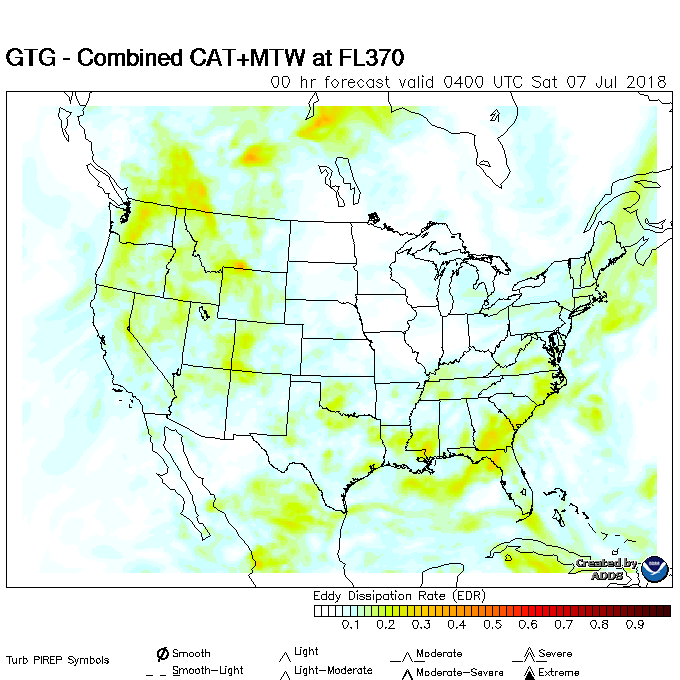 GTG - Combined CAT+MTW at FL370
00 hr forecast valid 0400 UTC Sat 07 Jul 2018
Created by
ADDS
Eddy Dissipation Rate (EDR)
0.1 0.2 0.3 0.4 0.5 0.6 0.7 0.8 0.9
Turb PIREP Symbols
Smooth Light Moderate Severe
Smooth-Light Light-Moderate Moderate-Severe Extreme